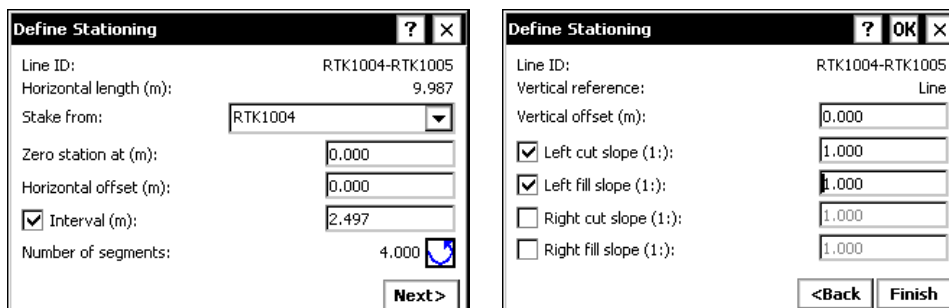 Define Stationing ? ×
Line ID: RTK1004-RTK1005
Horizontal length (m): 9.987
Stake from: RTK1004
Zero station at (m): 0.000
Horizontal offset (m): 0.000
Interval (m): 2.497
Number of segments: 4.000
Next>
Define Stationing ? OK ×
Line ID: RTK1004-RTK1005
Vertical reference: Line
Vertical offset (m): 0.000
Left cut slope (1:): 1.000
Left fill slope (1:): 1.000
Right cut slope (1:): 1.000
Right fill slope (1:): 1.000
<Back Finish